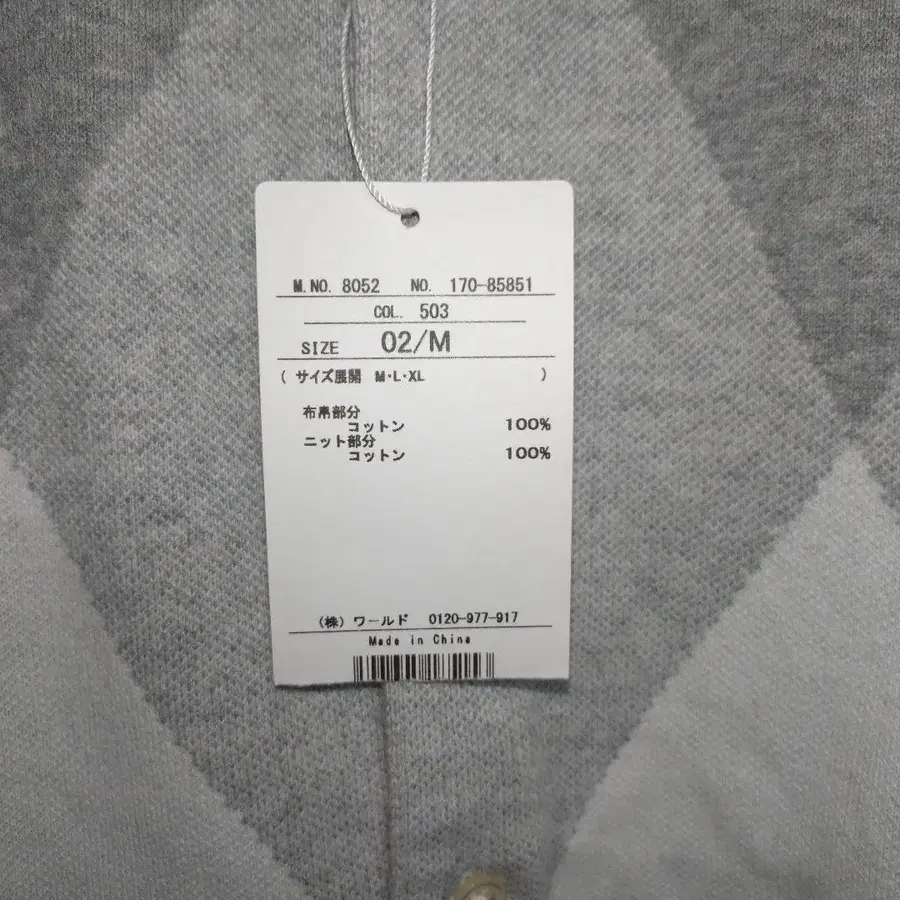 M.NO. 8052 NO. 170-85851
COL. 503
SIZE 02/M
( サイズ展開 M・L・XL )
布帛部分
コットン 100%
ニット部分
コットン 100%
(株)ワールド 0120-977-917
Made in China